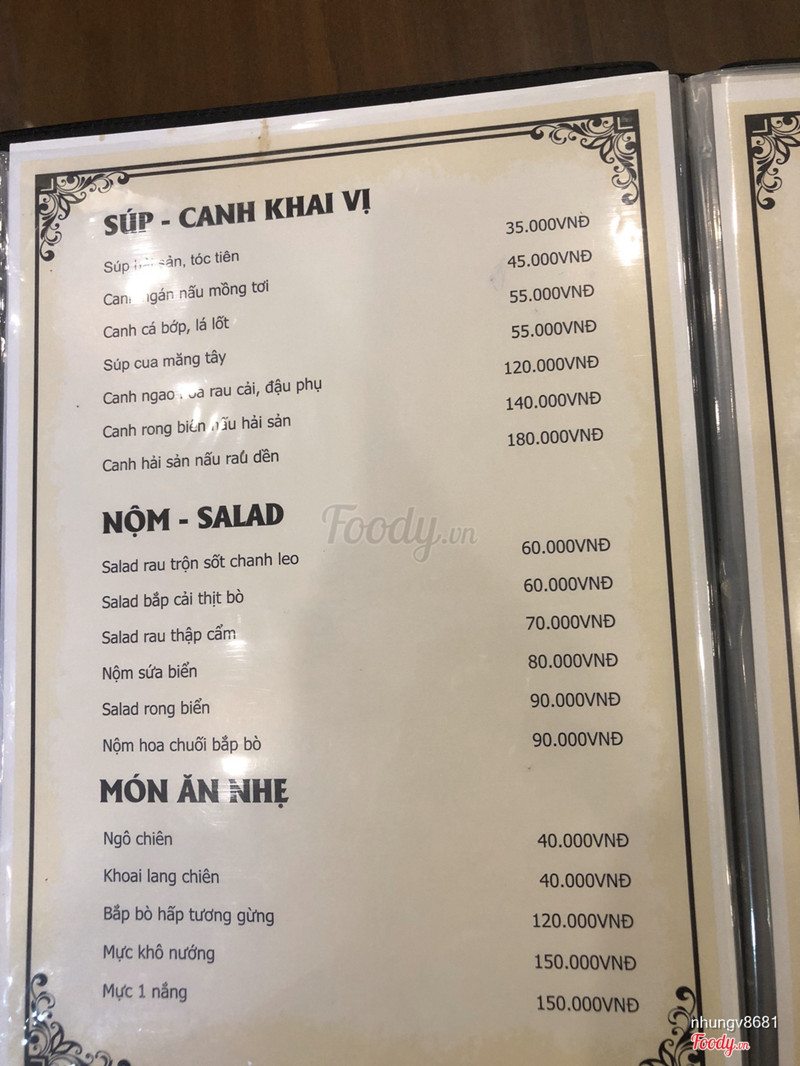 SÚP - CANH KHAI VỊ
Súp hải sản, tóc tiên 35.000VNĐ
Canh ngán nấu mồng tơi 45.000VNĐ
Canh cá bớp, lá lốt 55.000VNĐ
Súp cua măng tây 55.000VNĐ
Canh ngao hoa rau cải, đậu phụ 120.000VNĐ
Canh rong biển nấu hải sản 140.000VNĐ
Canh hải sản nấu rau dền 180.000VNĐ
NỘM - SALAD
Salad rau trộn sốt chanh leo 60.000VNĐ
Salad bắp cải thịt bò 60.000VNĐ
Salad rau thập cẩm 70.000VNĐ
Nộm sứa biển 80.000VNĐ
Salad rong biển 90.000VNĐ
Nộm hoa chuối bắp bò 90.000VNĐ
MÓN ĂN NHẸ
Ngô chiên 40.000VNĐ
Khoai lang chiên 40.000VNĐ
Bắp bò hấp tương gừng 120.000VNĐ
Mực khô nướng 150.000VNĐ
Mực 1 nắng 150.000VNĐ
Foody.vn
nhungv8681
Foody.vn